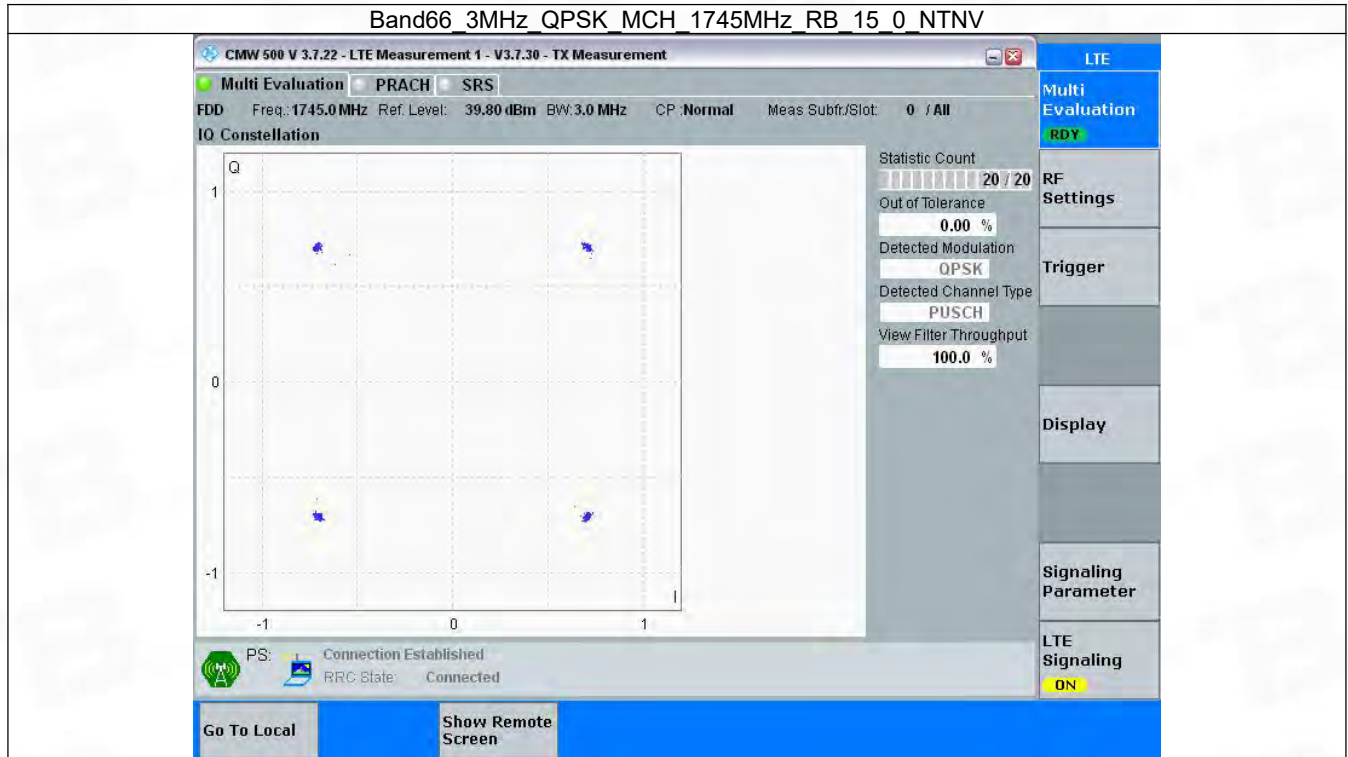 Band66_3MHz_QPSK_MCH_1745MHz_RB_15_0_NTNV
CMW 500 V 3.7.22 - LTE Measurement 1 - V3.7.30 - TX Measurement
LTE
Multi Evaluation PRACH SRS
FDD Freq.:1745.0 MHz Ref. Level: 39.80 dBm BW:3.0 MHz CP :Normal Meas Subfr./Slot: 0 / All
IQ Constellation
Q
1
0
-1
I
-1 0 1
Statistic Count
20 / 20
Out of Tolerance
0.00 %
Detected Modulation
QPSK
Detected Channel Type
PUSCH
View Filter Throughput
100.0 %
Multi
Evaluation
RDY
RF
Settings
Trigger
Display
Signaling
Parameter
LTE
Signaling
ON
PS: Connection Established
RRC State: Connected
Go To Local
Show Remote
Screen